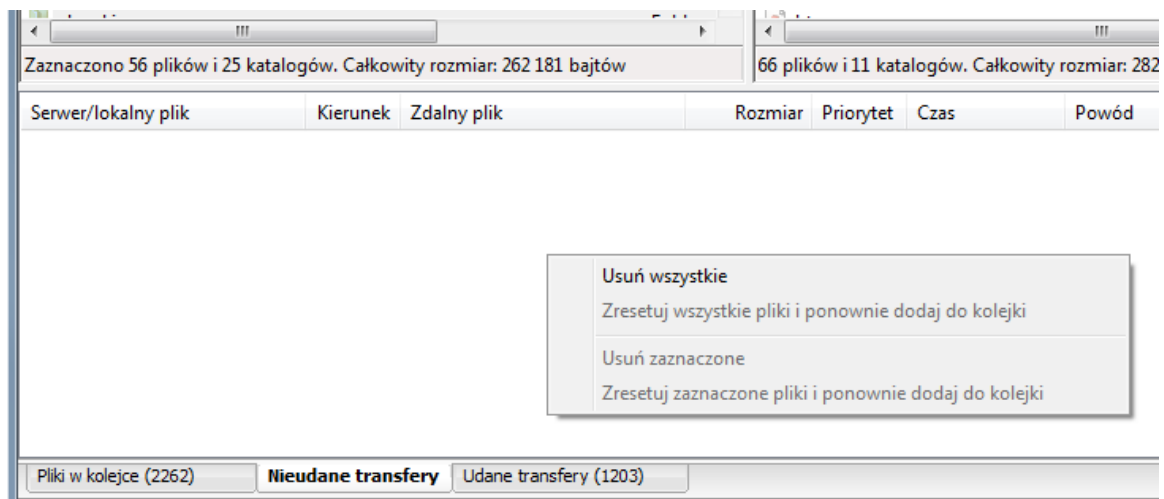 Zaznaczono 56 plików i 25 katalogów. Całkowity rozmiar: 262 181 bajtów
66 plików i 11 katalogów. Całkowity rozmiar: 282
Serwer/lokalny plik Kierunek Zdalny plik Rozmiar Priorytet Czas Powód
Usuń wszystkie
Zresetuj wszystkie pliki i ponownie dodaj do kolejki
Usuń zaznaczone
Zresetuj zaznaczone pliki i ponownie dodaj do kolejki
Pliki w kolejce (2262) Nieudane transfery Udane transfery (1203)